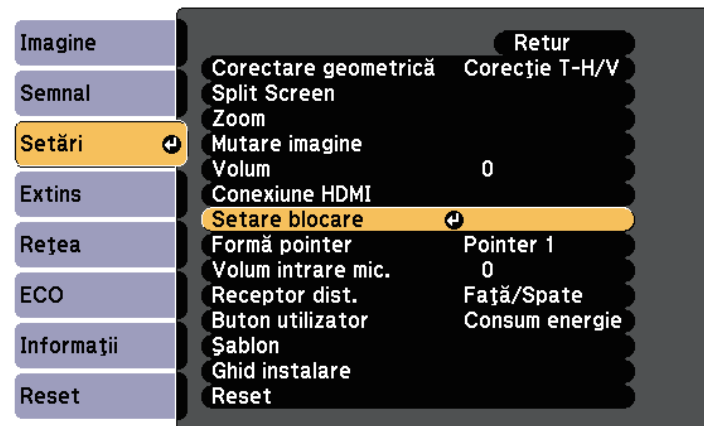 Imagine
Semnal
Setări
Extins
Reţea
ECO
Informaţii
Reset
Retur
Corectare geometrică Corecţie T-H/V
Split Screen
Zoom
Mutare imagine
Volum 0
Conexiune HDMI
Setare blocare
Formă pointer Pointer 1
Volum intrare mic. 0
Receptor dist. Faţă/Spate
Buton utilizator Consum energie
Şablon
Ghid instalare
Reset